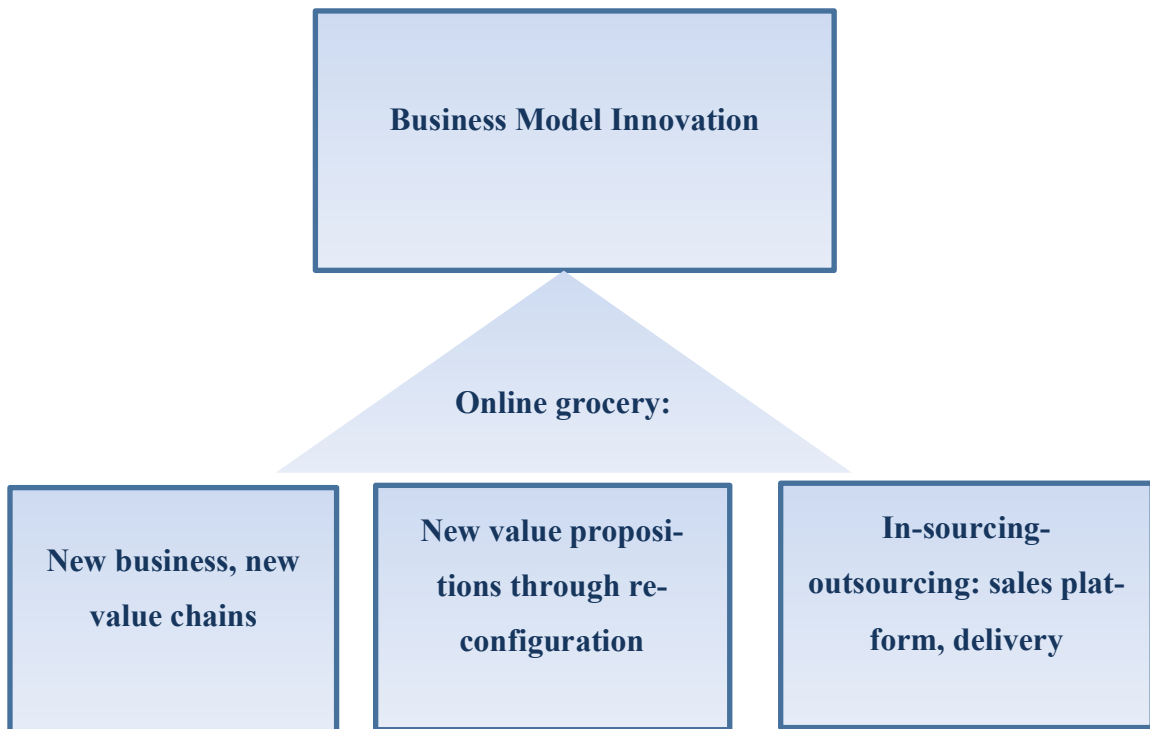 Business Model Innovation
Online grocery:
New business, new
value chains
New value proposi-
tions through re-
configuration
In-sourcing-
outsourcing: sales plat-
form, delivery